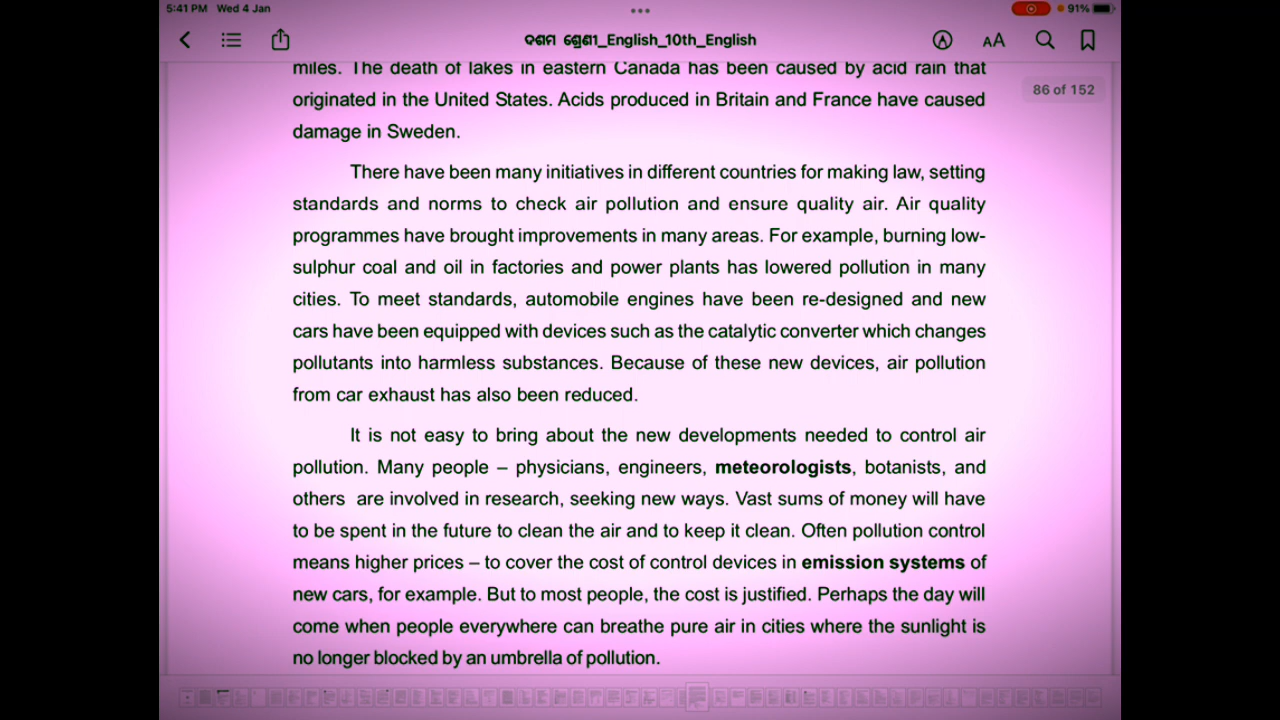 5:41 PM Wed 4 Jan
91%
ଦଶମ ଶ୍ରେଣୀ_English_10th_English
AA
86 of 152
miles. The death of lakes in eastern Canada has been caused by acid rain that
originated in the United States. Acids produced in Britain and France have caused
damage in Sweden.
There have been many initiatives in different countries for making law, setting
standards and norms to check air pollution and ensure quality air. Air quality
programmes have brought improvements in many areas. For example, burning low-
sulphur coal and oil in factories and power plants has lowered pollution in many
cities. To meet standards, automobile engines have been re-designed and new
cars have been equipped with devices such as the catalytic converter which changes
pollutants into harmless substances. Because of these new devices, air pollution
from car exhaust has also been reduced.
It is not easy to bring about the new developments needed to control air
pollution. Many people – physicians, engineers, meteorologists, botanists, and
others are involved in research, seeking new ways. Vast sums of money will have
to be spent in the future to clean the air and to keep it clean. Often pollution control
means higher prices – to cover the cost of control devices in emission systems of
new cars, for example. But to most people, the cost is justified. Perhaps the day will
come when people everywhere can breathe pure air in cities where the sunlight is
no longer blocked by an umbrella of pollution.